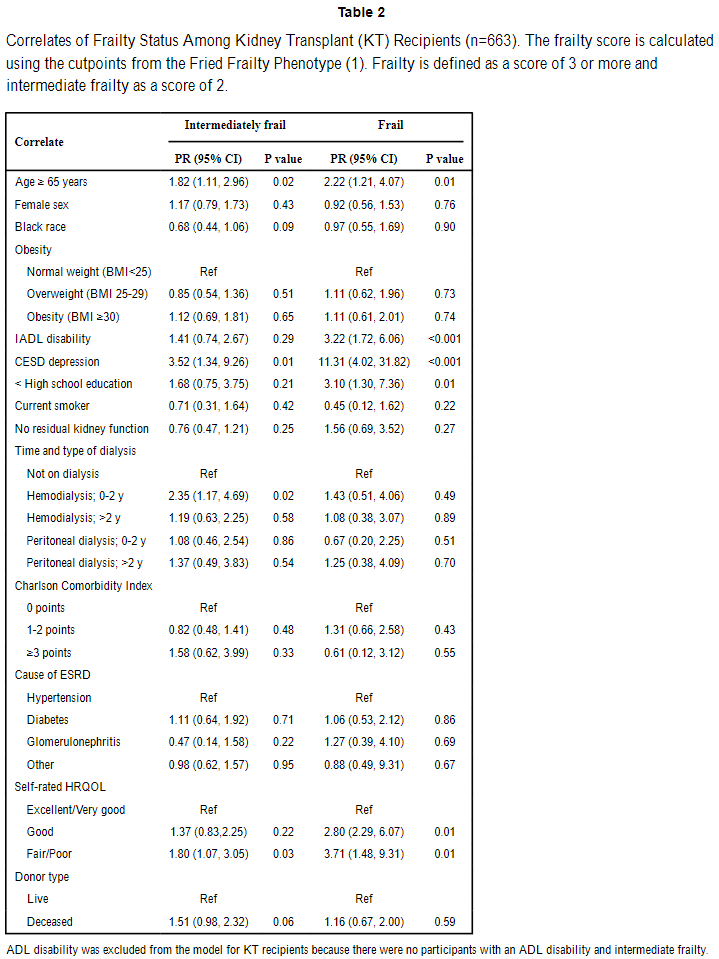 Table 2
Correlates of Frailty Status Among Kidney Transplant (KT) Recipients (n=663). The frailty score is calculated
using the cutpoints from the Fried Frailty Phenotype (1). Frailty is defined as a score of 3 or more and
intermediate frailty as a score of 2.
Correlate Intermediately frail Frail
PR (95% CI) P value PR (95% CI) P value
Age ≥ 65 years 1.82 (1.11, 2.96) 0.02 2.22 (1.21, 4.07) 0.01
Female sex 1.17 (0.79, 1.73) 0.43 0.92 (0.56, 1.53) 0.76
Black race 0.68 (0.44, 1.06) 0.09 0.97 (0.55, 1.69) 0.90
Obesity
Normal weight (BMI<25) Ref Ref
Overweight (BMI 25-29) 0.85 (0.54, 1.36) 0.51 1.11 (0.62, 1.96) 0.73
Obesity (BMI ≥30) 1.12 (0.69, 1.81) 0.65 1.11 (0.61, 2.01) 0.74
IADL disability 1.41 (0.74, 2.67) 0.29 3.22 (1.72, 6.06) <0.001
CESD depression 3.52 (1.34, 9.26) 0.01 11.31 (4.02, 31.82) <0.001
< High school education 1.68 (0.75, 3.75) 0.21 3.10 (1.30, 7.36) 0.01
Current smoker 0.71 (0.31, 1.64) 0.42 0.45 (0.12, 1.62) 0.22
No residual kidney function 0.76 (0.47, 1.21) 0.25 1.56 (0.69, 3.52) 0.27
Time and type of dialysis
Not on dialysis Ref Ref
Hemodialysis; 0-2 y 2.35 (1.17, 4.69) 0.02 1.43 (0.51, 4.06) 0.49
Hemodialysis; >2 y 1.19 (0.63, 2.25) 0.58 1.08 (0.38, 3.07) 0.89
Peritoneal dialysis; 0-2 y 1.08 (0.46, 2.54) 0.86 0.67 (0.20, 2.25) 0.51
Peritoneal dialysis; >2 y 1.37 (0.49, 3.83) 0.54 1.25 (0.38, 4.09) 0.70
Charlson Comorbidity Index
0 points Ref Ref
1-2 points 0.82 (0.48, 1.41) 0.48 1.31 (0.66, 2.58) 0.43
≥3 points 1.58 (0.62, 3.99) 0.33 0.61 (0.12, 3.12) 0.55
Cause of ESRD
Hypertension Ref Ref
Diabetes 1.11 (0.64, 1.92) 0.71 1.06 (0.53, 2.12) 0.86
Glomerulonephritis 0.47 (0.14, 1.58) 0.22 1.27 (0.39, 4.10) 0.69
Other 0.98 (0.62, 1.57) 0.95 0.88 (0.49, 9.31) 0.67
Self-rated HRQOL
Excellent/Very good Ref Ref
Good 1.37 (0.83,2.25) 0.22 2.80 (2.29, 6.07) 0.01
Fair/Poor 1.80 (1.07, 3.05) 0.03 3.71 (1.48, 9.31) 0.01
Donor type
Live Ref Ref
Deceased 1.51 (0.98, 2.32) 0.06 1.16 (0.67, 2.00) 0.59
ADL disability was excluded from the model for KT recipients because there were no participants with an ADL disability and intermediate frailty.